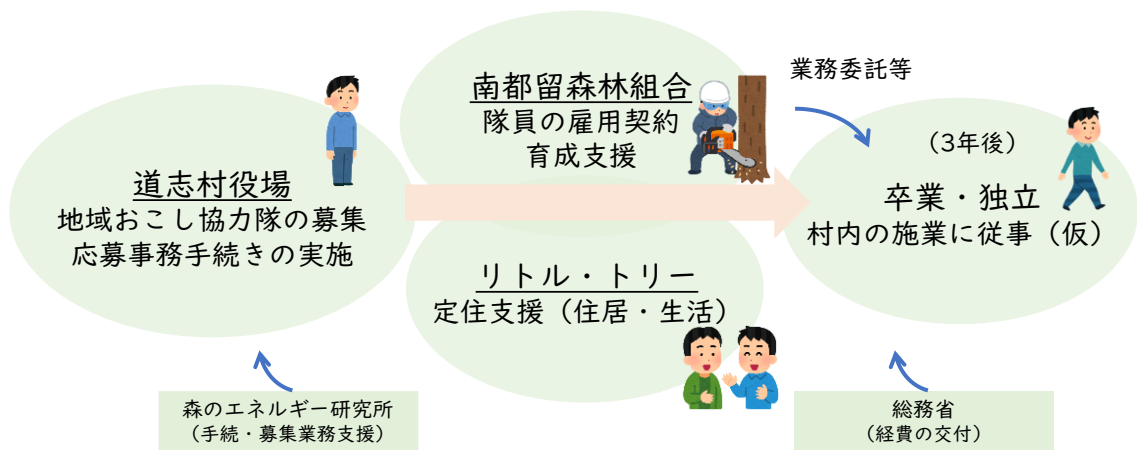 道志村役場
地域おこし協力隊の募集
応募事務手続きの実施
南都留森林組合
隊員の雇用契約
育成支援
リトル・トリー
定住支援（住居・生活）
業務委託等
（3年後）
卒業・独立
村内の施業に従事（仮）
森のエネルギー研究所
（手続・募集業務支援）
総務省
（経費の交付）